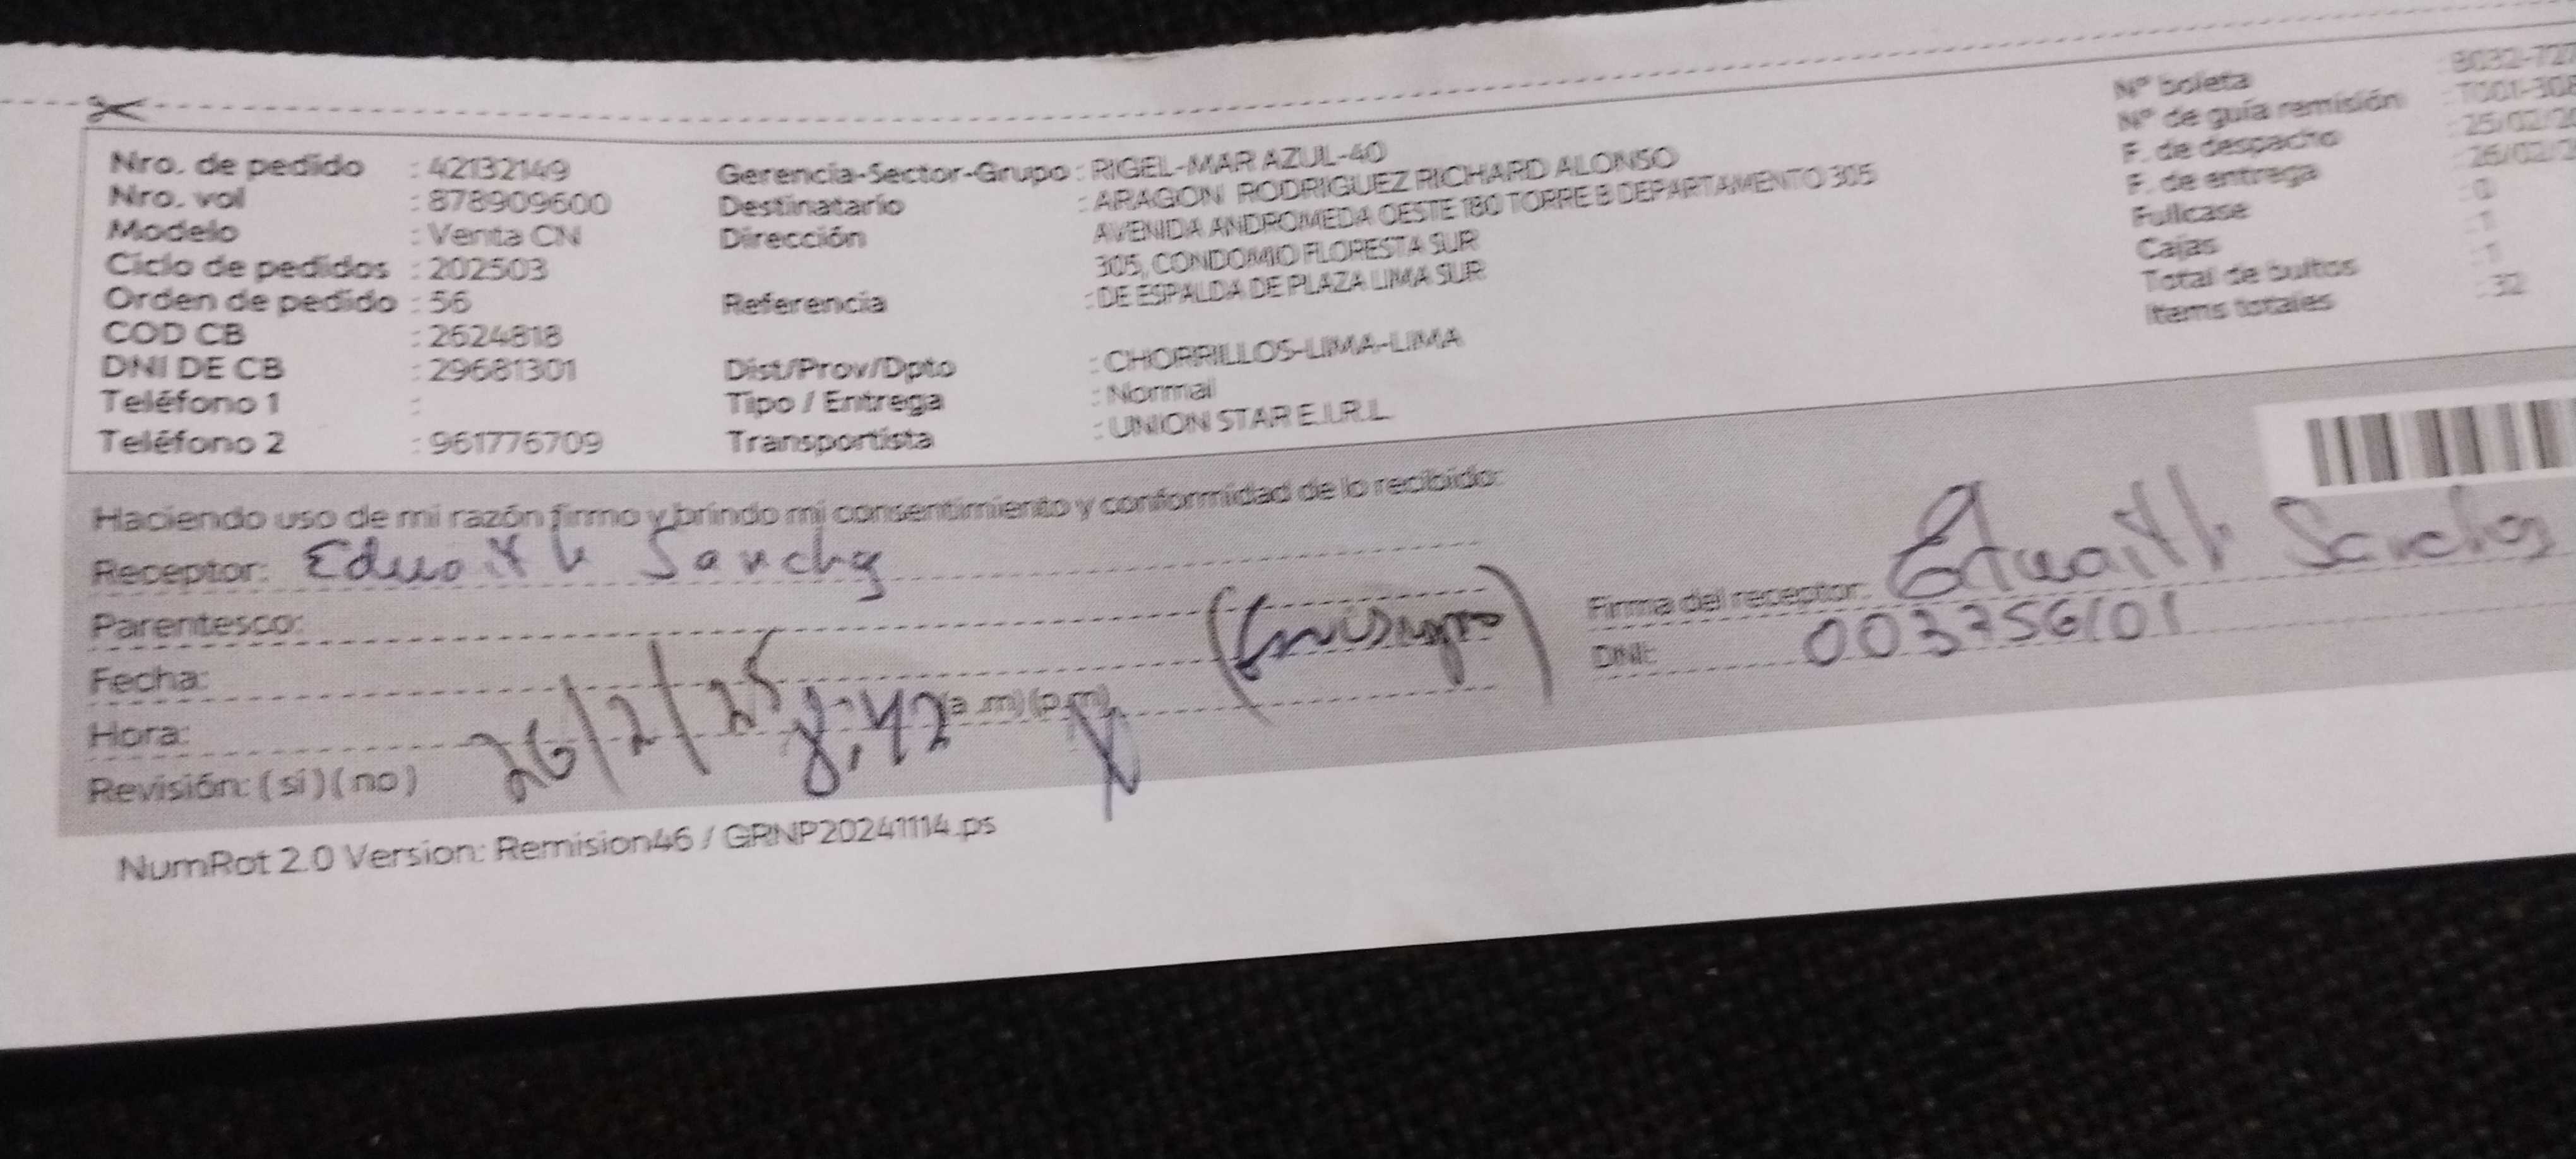 Nro. de pedido : 42132149
Nro. vol : 878909600
Modelo : Venta CN
Ciclo de pedidos : 202503
Orden de pedido : 56
COD CB : 2624818
DNI DE CB : 29681301
Teléfono 1 :
Teléfono 2 : 961776709
Gerencia-Sector-Grupo : RIGEL-MAR AZUL-40
Destinatario : ARAGON RODRIGUEZ RICHARD ALONSO
Dirección : AVENIDA ANDROMEDA OESTE 180 TORRE B DEPARTAMENTO 305
305, CONDOMIO FLORESTA SUR
Referencia : DE ESPALDA DE PLAZA LIMA SUR
Dist/Prov/Dpto : CHORRILLOS-LIMA-LIMA
Tipo / Entrega : Normal
Transportista : UNION STAR E.I.R.L.
Nº boleta
Nº de guía remisión
F. de despacho
F. de entrega
Fullcase : 0
Cajas : 1
Total de bultos : 1
Items totales : 32
Haciendo uso de mi razón firmo y brindo mi consentimiento y conformidad de lo recibido:
Receptor:
Parentesco:
Fecha: 26/2/25
Hora: 8:42 (a.m) (p.m)
Revisión: ( si ) ( no )
Firma del receptor:
DNI: 003756101
NumRot 2.0 Version: Remision46 / GRNP20241114.ps